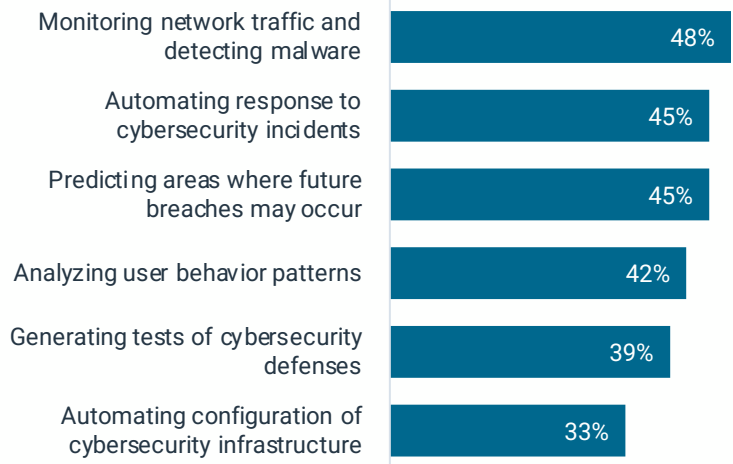 Monitoring network traffic and
detecting malware
48%
Automating response to
cybersecurity incidents
45%
Predicting areas where future
breaches may occur
45%
Analyzing user behavior patterns
42%
Generating tests of cybersecurity
defenses
39%
Automating configuration of
cybersecurity infrastructure
33%